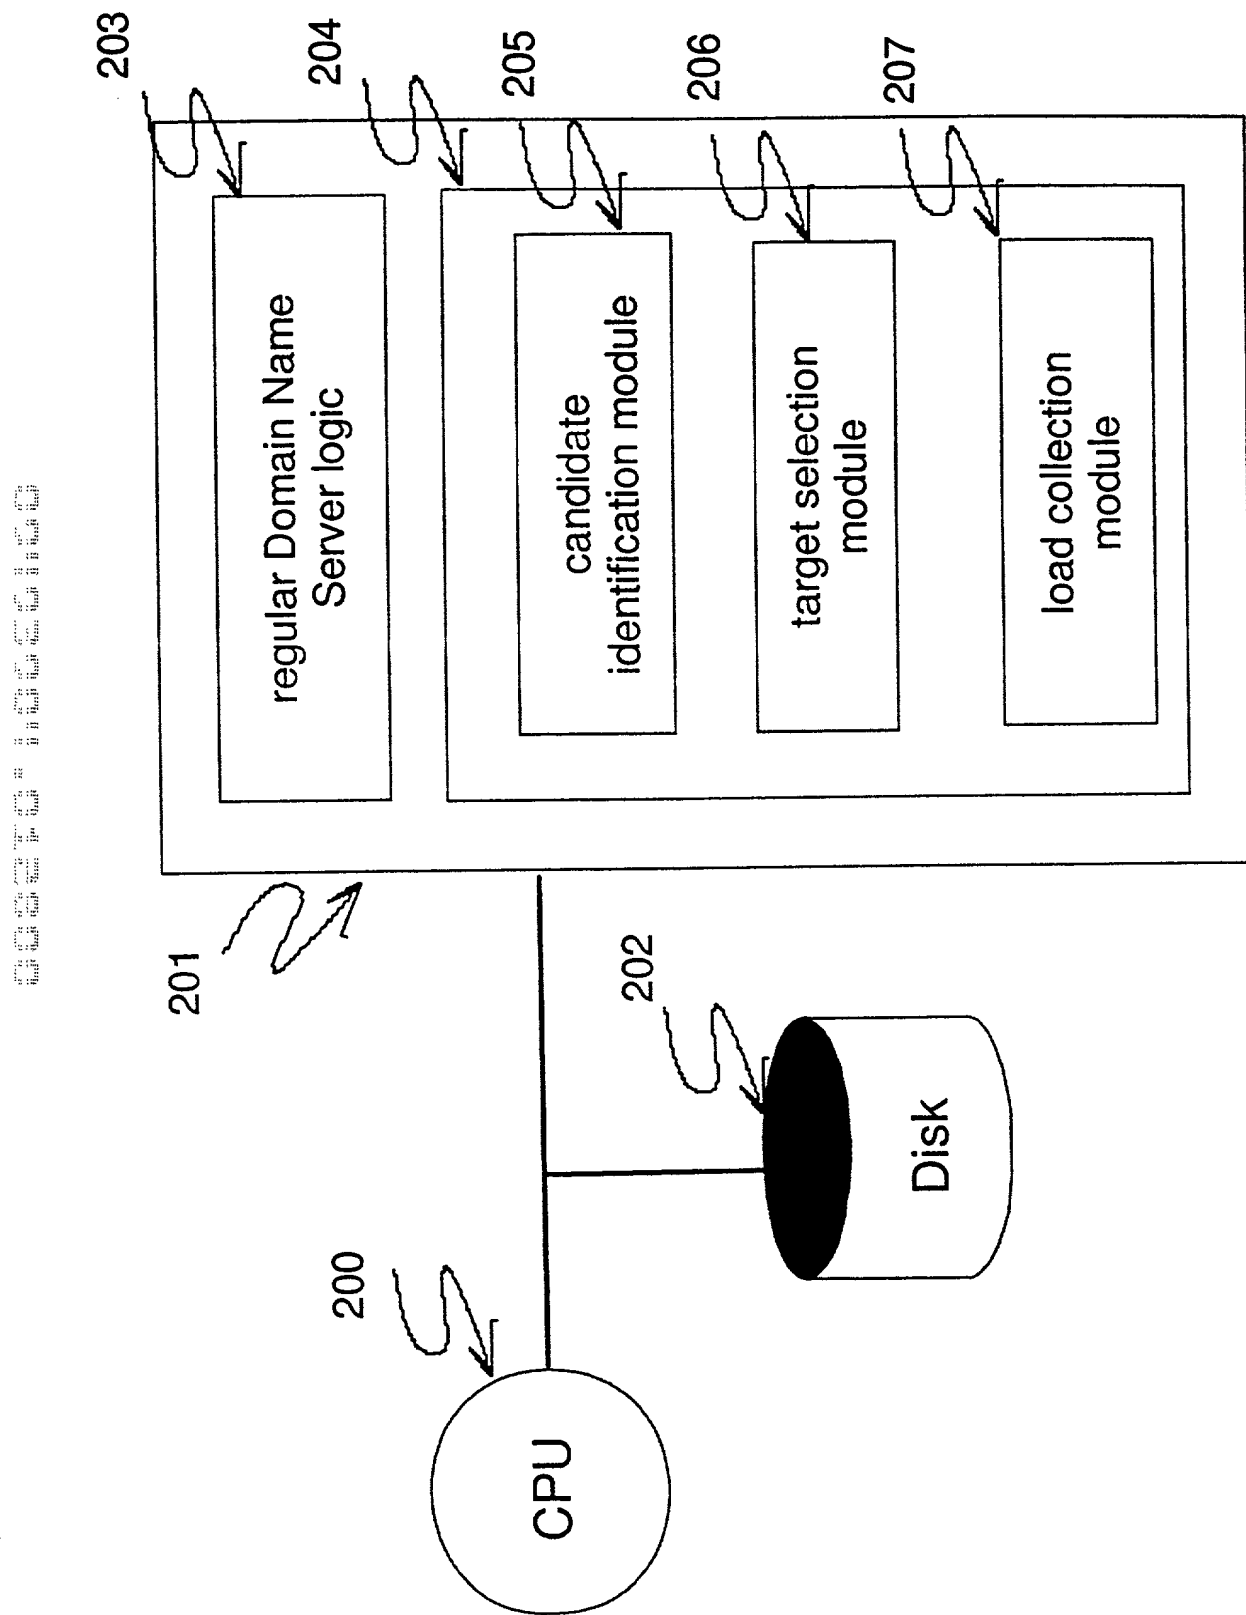 203
regular Domain Name
Server logic
204
205
candidate
identification module
206
target selection
module
207
load collection
module
201
202
Disk
200
CPU